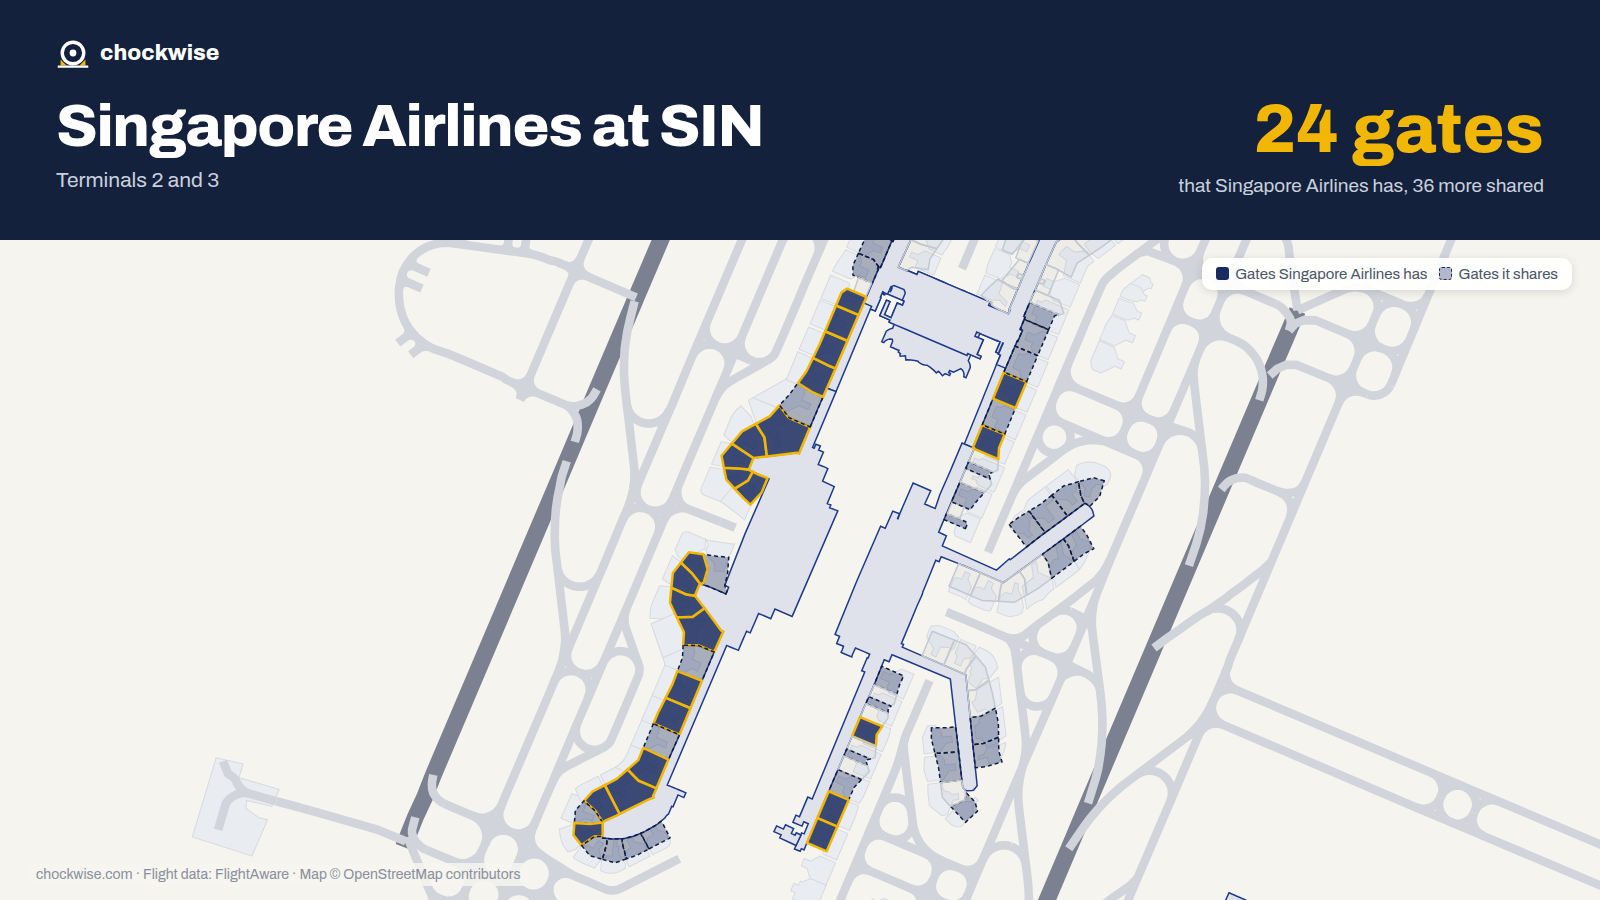 chockwise
Singapore Airlines at SIN
Terminals 2 and 3
24 gates
that Singapore Airlines has, 36 more shared
Gates Singapore Airlines has
Gates it shares
chockwise.com · Flight data: FlightAware · Map © OpenStreetMap contributors